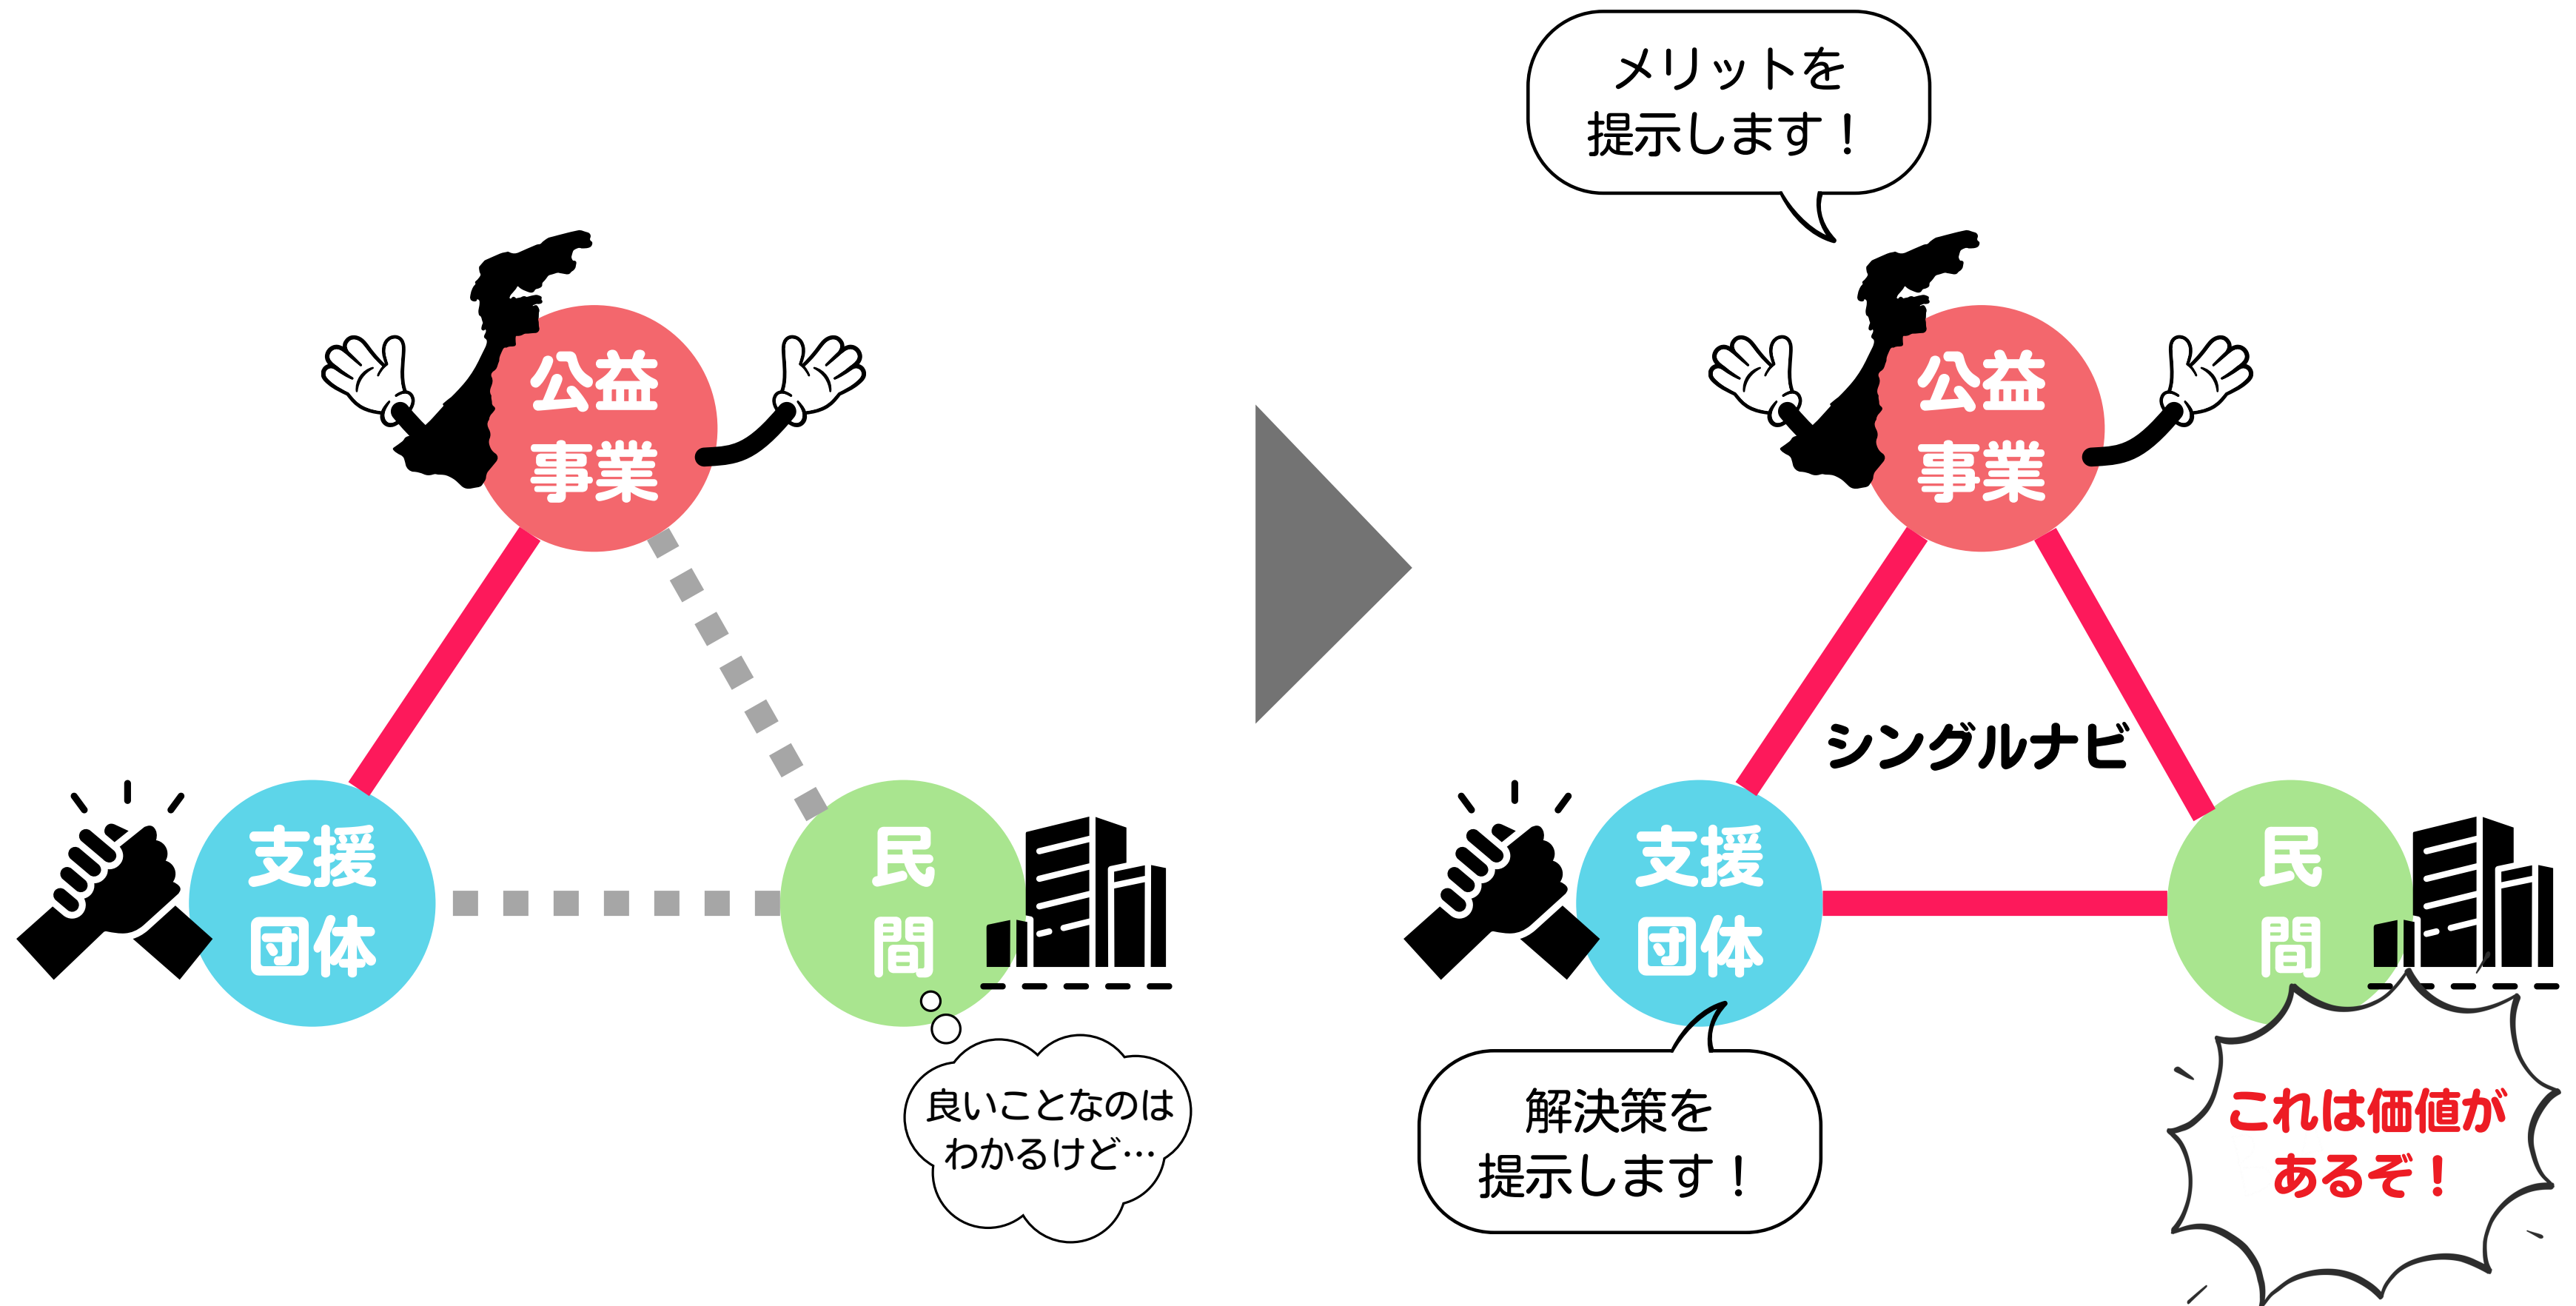 公益
事業
支援
団体
民
間
良いことなのは
わかるけど…
メリットを
提示します！
公益
事業
シングルナビ
支援
団体
民
間
解決策を
提示します！
これは価値が
あるぞ！